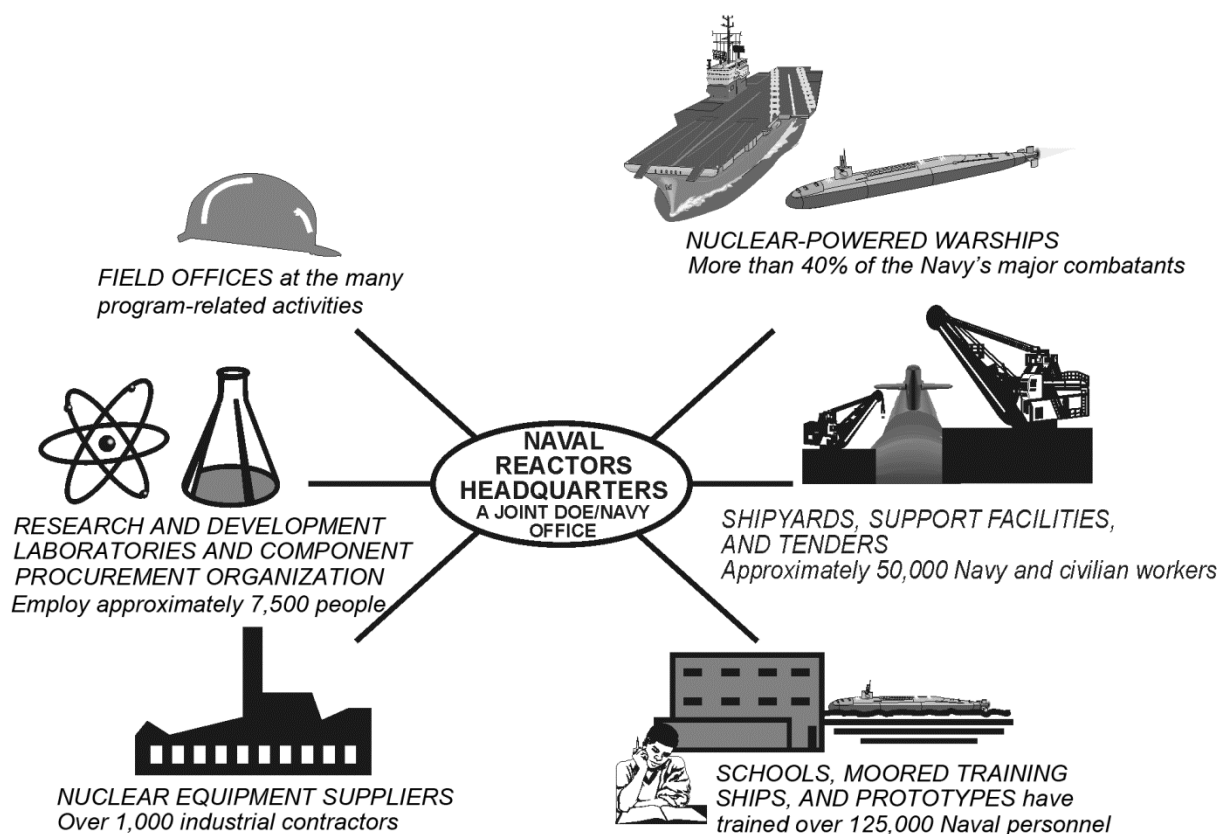 NUCLEAR-POWERED WARSHIPS
More than 40% of the Navy's major combatants
FIELD OFFICES at the many
program-related activities
NAVAL
REACTORS
HEADQUARTERS
A JOINT DOE/NAVY
OFFICE
RESEARCH AND DEVELOPMENT
LABORATORIES AND COMPONENT
PROCUREMENT ORGANIZATION
Employ approximately 7,500 people
SHIPYARDS, SUPPORT FACILITIES,
AND TENDERS
Approximately 50,000 Navy and civilian workers
NUCLEAR EQUIPMENT SUPPLIERS
Over 1,000 industrial contractors
SCHOOLS, MOORED TRAINING
SHIPS, AND PROTOTYPES have
trained over 125,000 Naval personnel